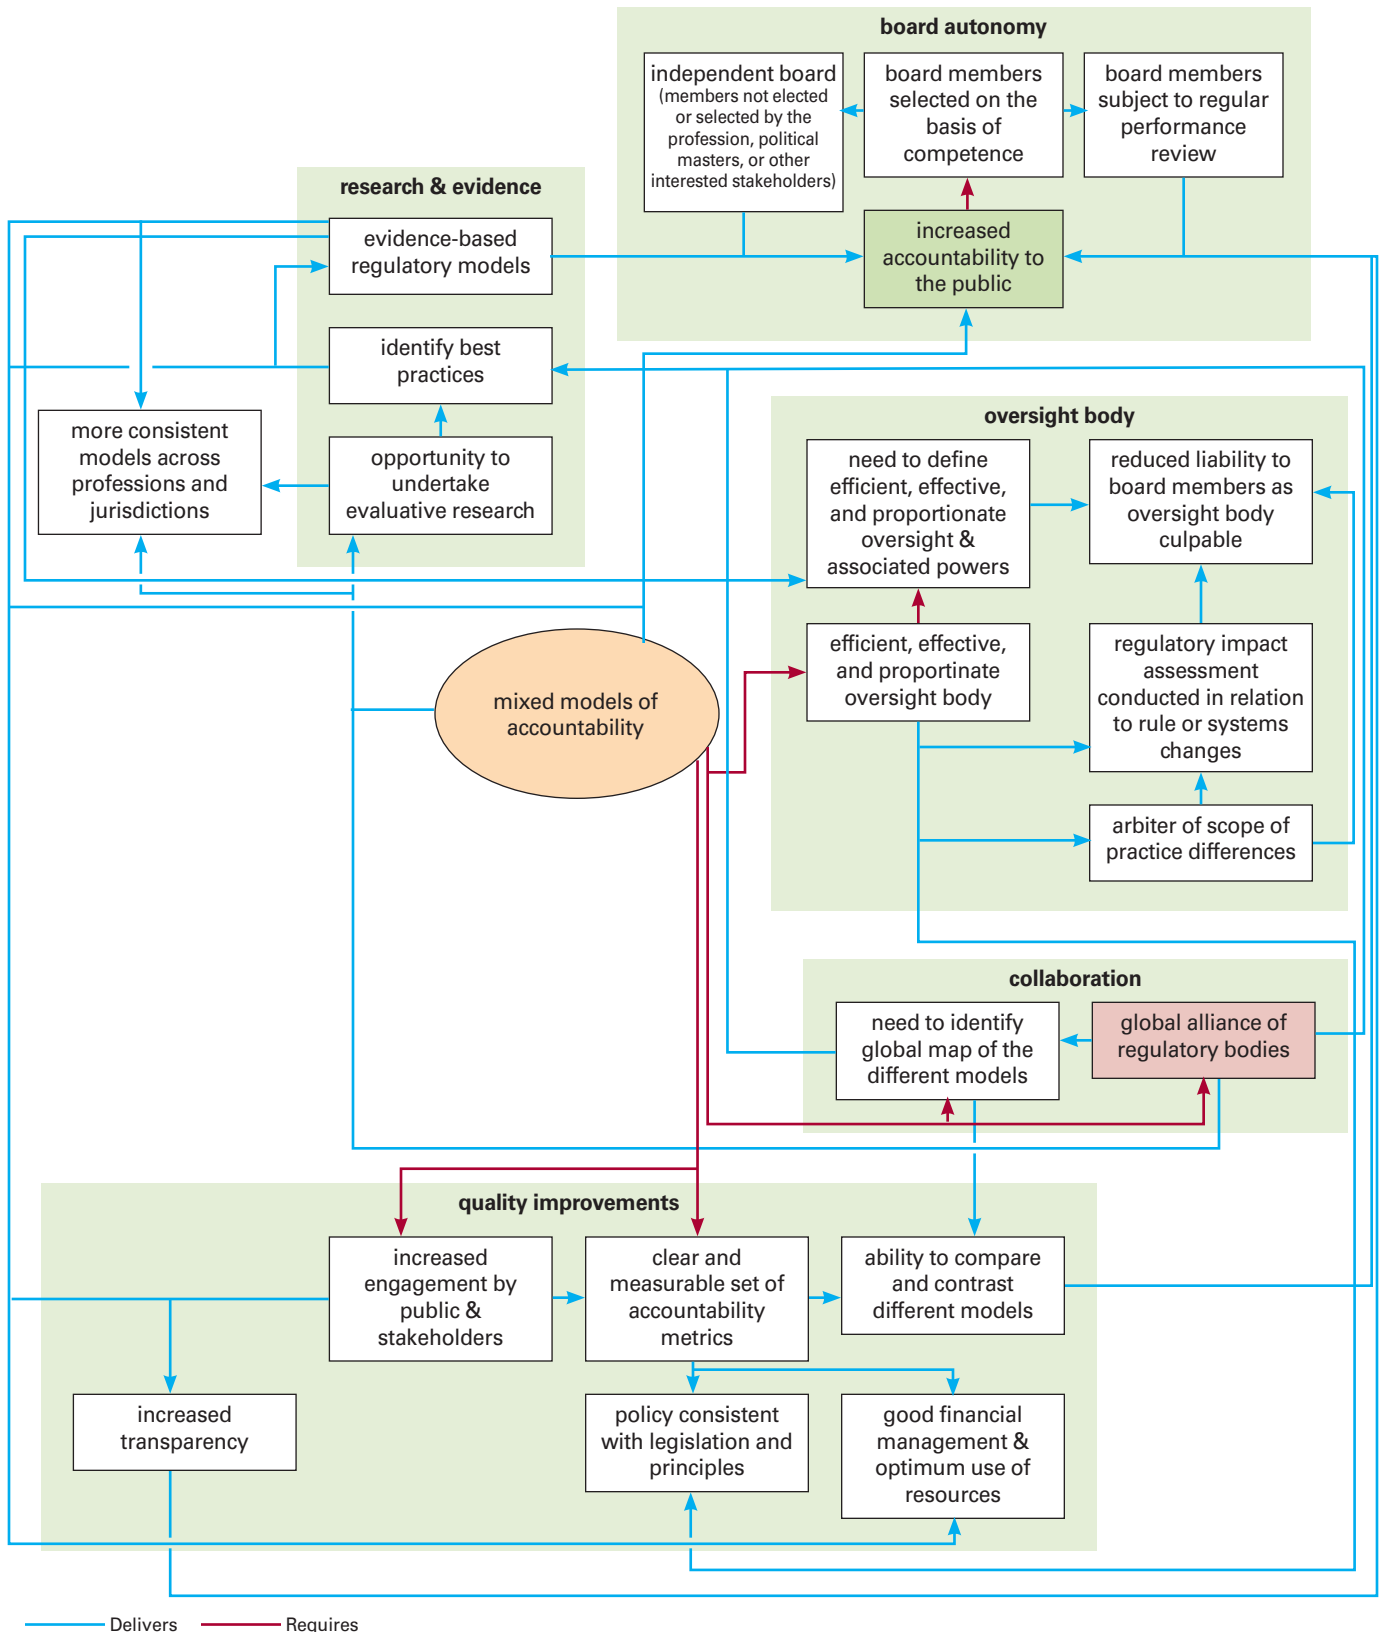 board autonomy
independent board
(members not elected
or selected by the
profession, political
masters, or other
interested stakeholders)
board members
selected on the
basis of
competence
board members
subject to regular
performance
review
increased
accountability to
the public
research & evidence
evidence-based
regulatory models
identify best
practices
opportunity to
undertake
evaluative research
more consistent
models across
professions and
jurisdictions
oversight body
need to define
efficient, effective,
and proportionate
oversight &
associated powers
reduced liability to
board members as
oversight body
culpable
efficient, effective,
and proportinate
oversight body
regulatory impact
assessment
conducted in relation
to rule or systems
changes
arbiter of scope of
practice differences
mixed models of
accountability
collaboration
need to identify
global map of the
different models
global alliance of
regulatory bodies
quality improvements
increased
engagement by
public &
stakeholders
clear and
measurable set of
accountability
metrics
ability to compare
and contrast
different models
increased
transparency
policy consistent
with legislation and
principles
good financial
management &
optimum use of
resources
Delivers
Requires